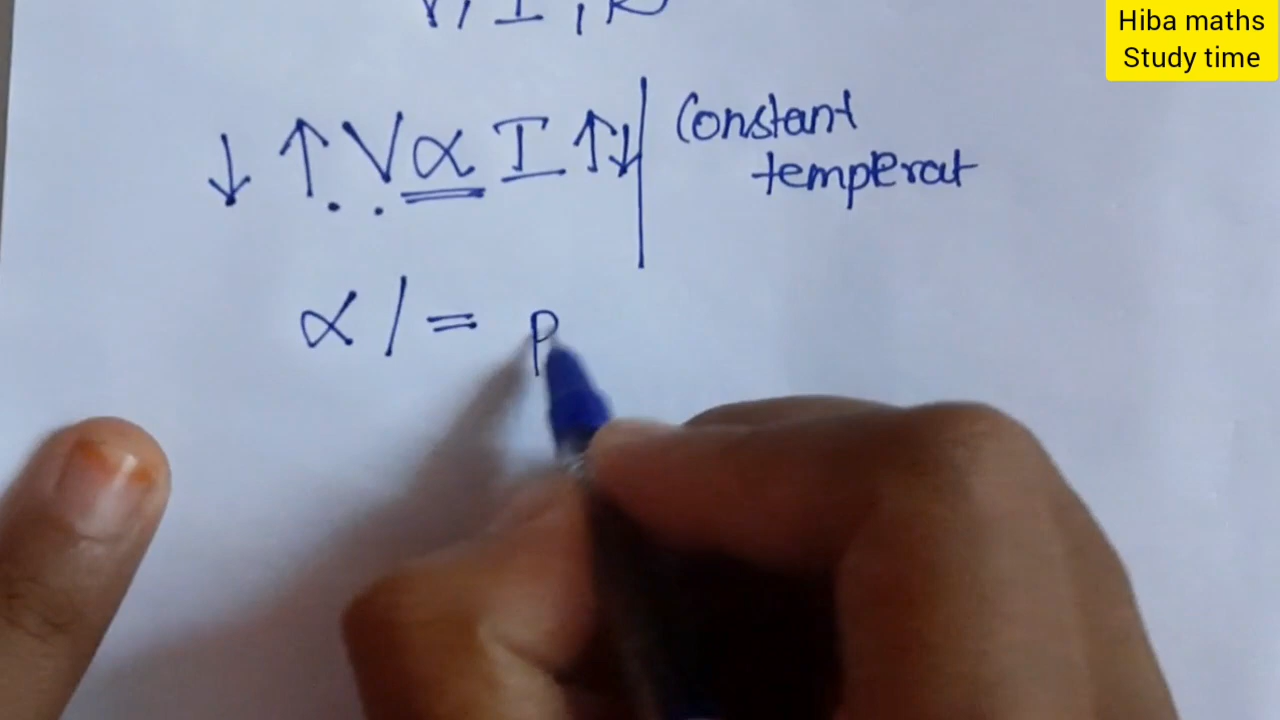 Hiba maths
Study time
V, I, R
↓ ↑ V α I ↑↓ | Constant
temperat
α / = p